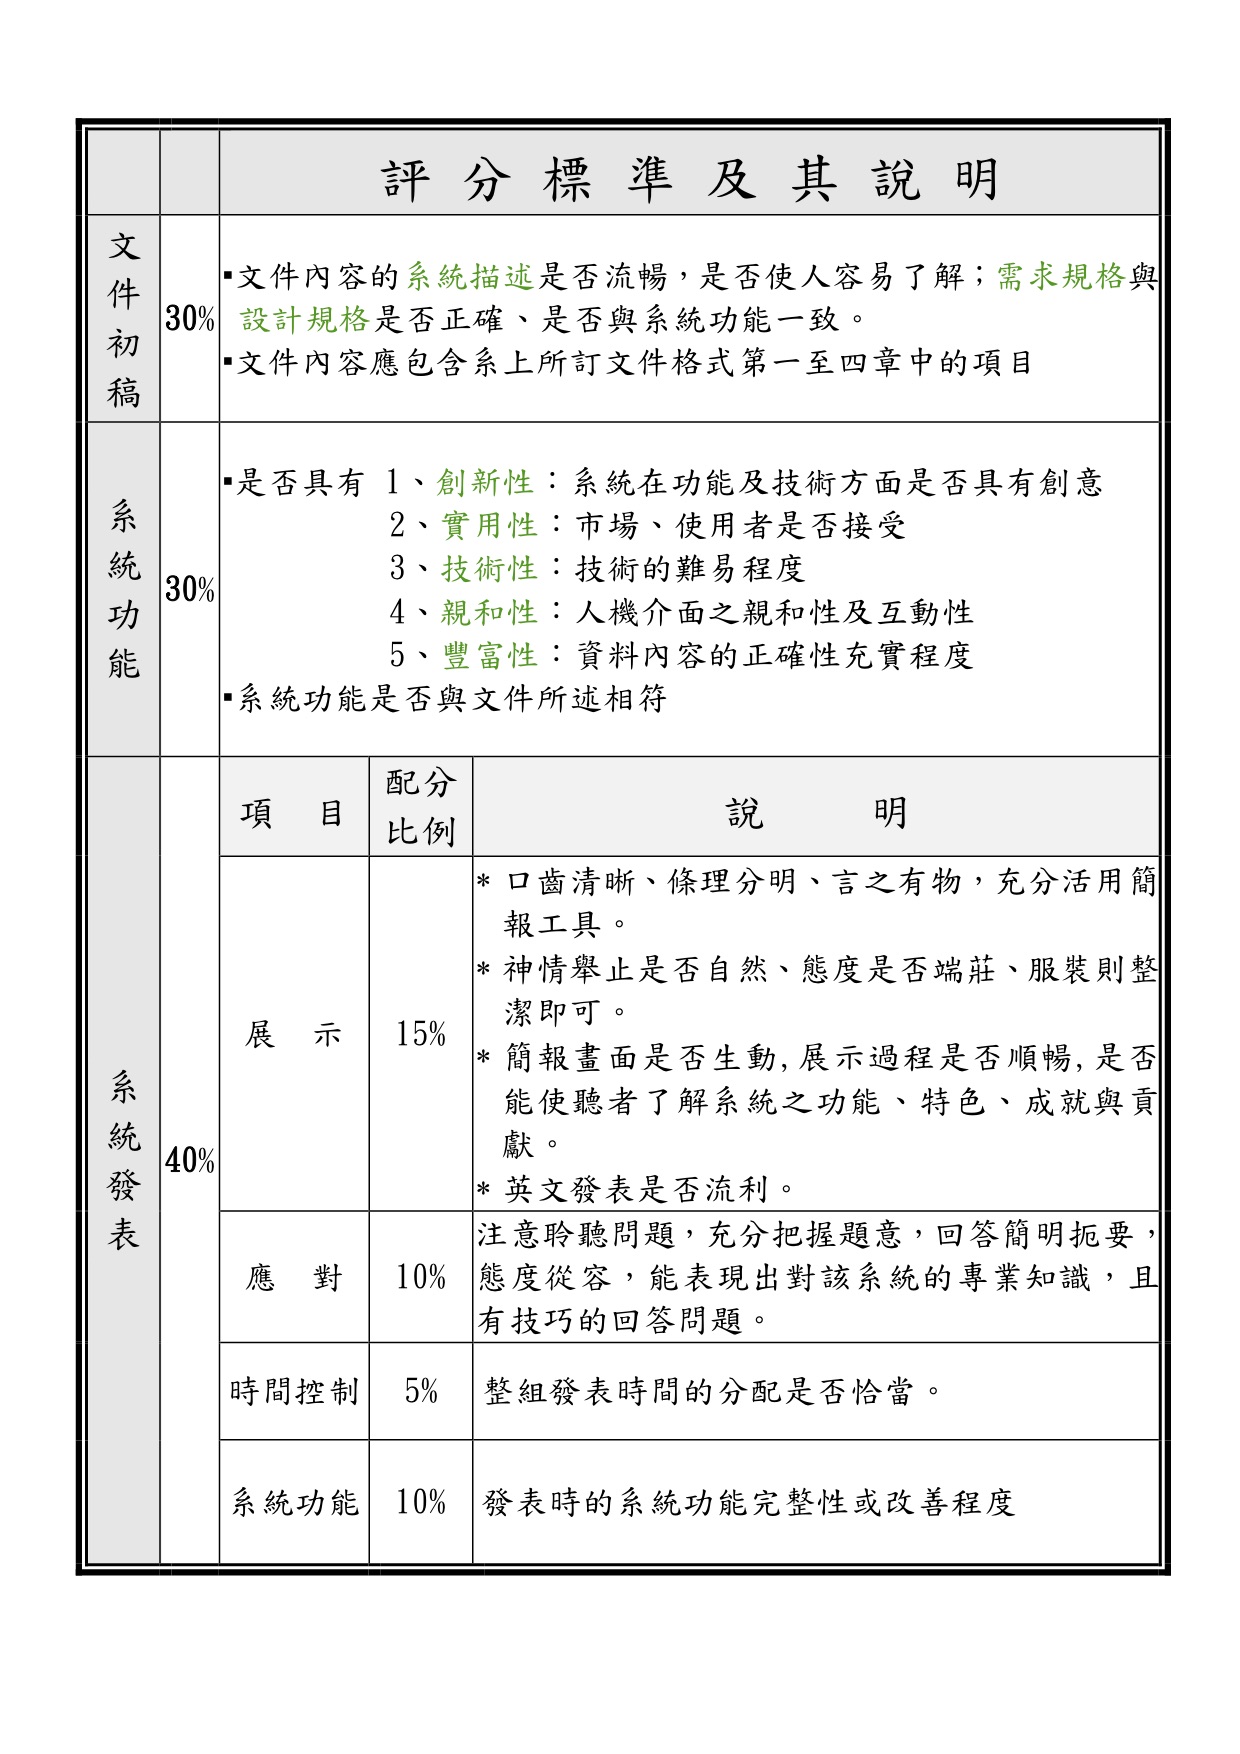 評分標準及其說明
文件初稿
30%
▪文件內容的系統描述是否流暢，是否使人容易了解；需求規格與
設計規格是否正確、是否與系統功能一致。
▪文件內容應包含系上所訂文件格式第一至四章中的項目
系統功能
30%
▪是否具有 1、創新性：系統在功能及技術方面是否具有創意
2、實用性：市場、使用者是否接受
3、技術性：技術的難易程度
4、親和性：人機介面之親和性及互動性
5、豐富性：資料內容的正確性充實程度
▪系統功能是否與文件所述相符
系統發表
40%
項 目
配分
比例
說 明
展 示
15%
* 口齒清晰、條理分明、言之有物，充分活用簡
報工具。
* 神情舉止是否自然、態度是否端莊、服裝則整
潔即可。
* 簡報畫面是否生動,展示過程是否順暢,是否
能使聽者了解系統之功能、特色、成就與貢
獻。
* 英文發表是否流利。
應 對
10%
注意聆聽問題，充分把握題意，回答簡明扼要，
態度從容，能表現出對該系統的專業知識，且
有技巧的回答問題。
時間控制
5%
整組發表時間的分配是否恰當。
系統功能
10%
發表時的系統功能完整性或改善程度